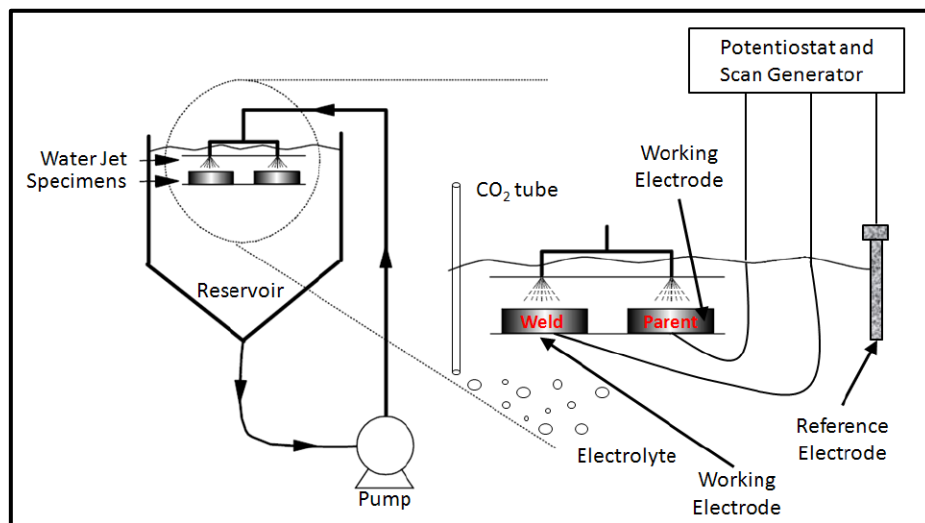 Potentiostat and
Scan Generator
Water Jet
Specimens
Working
Electrode
CO₂ tube
Reservoir
Weld
Parent
Electrolyte
Reference
Electrode
Working
Electrode
Pump